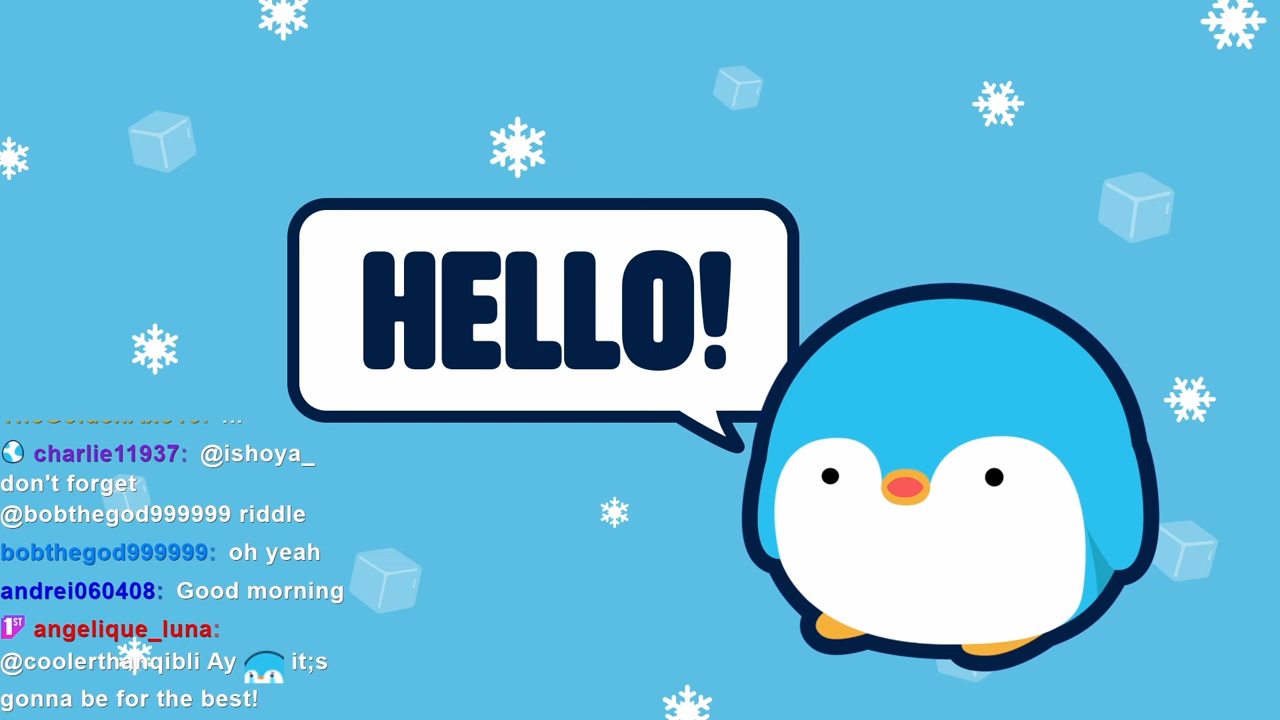 HELLO!
charlie11937: @ishoya_
don't forget
@bobthegod999999 riddle
bobthegod999999: oh yeah
andrei060408: Good morning
1ST angelique_luna:
@coolerthanqibli Ay it;s
gonna be for the best!